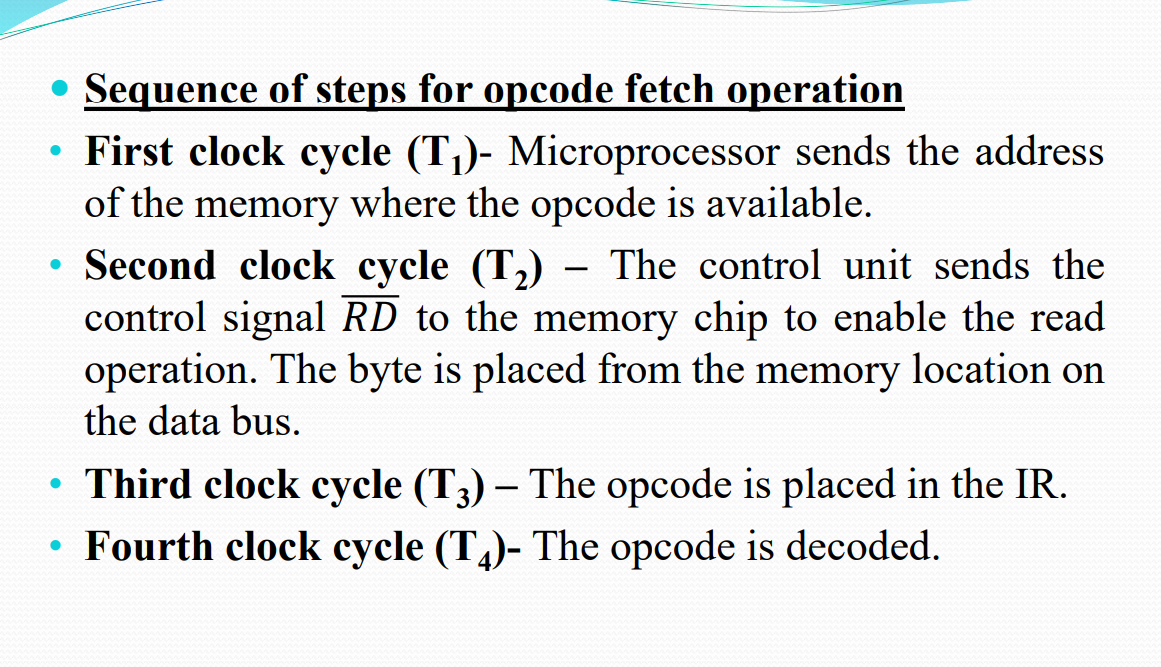 • Sequence of steps for opcode fetch operation
• First clock cycle (T₁)- Microprocessor sends the address
of the memory where the opcode is available.
• Second clock cycle (T₂) – The control unit sends the
control signal R̅D̅ to the memory chip to enable the read
operation. The byte is placed from the memory location on
the data bus.
• Third clock cycle (T₃) – The opcode is placed in the IR.
• Fourth clock cycle (T₄)- The opcode is decoded.